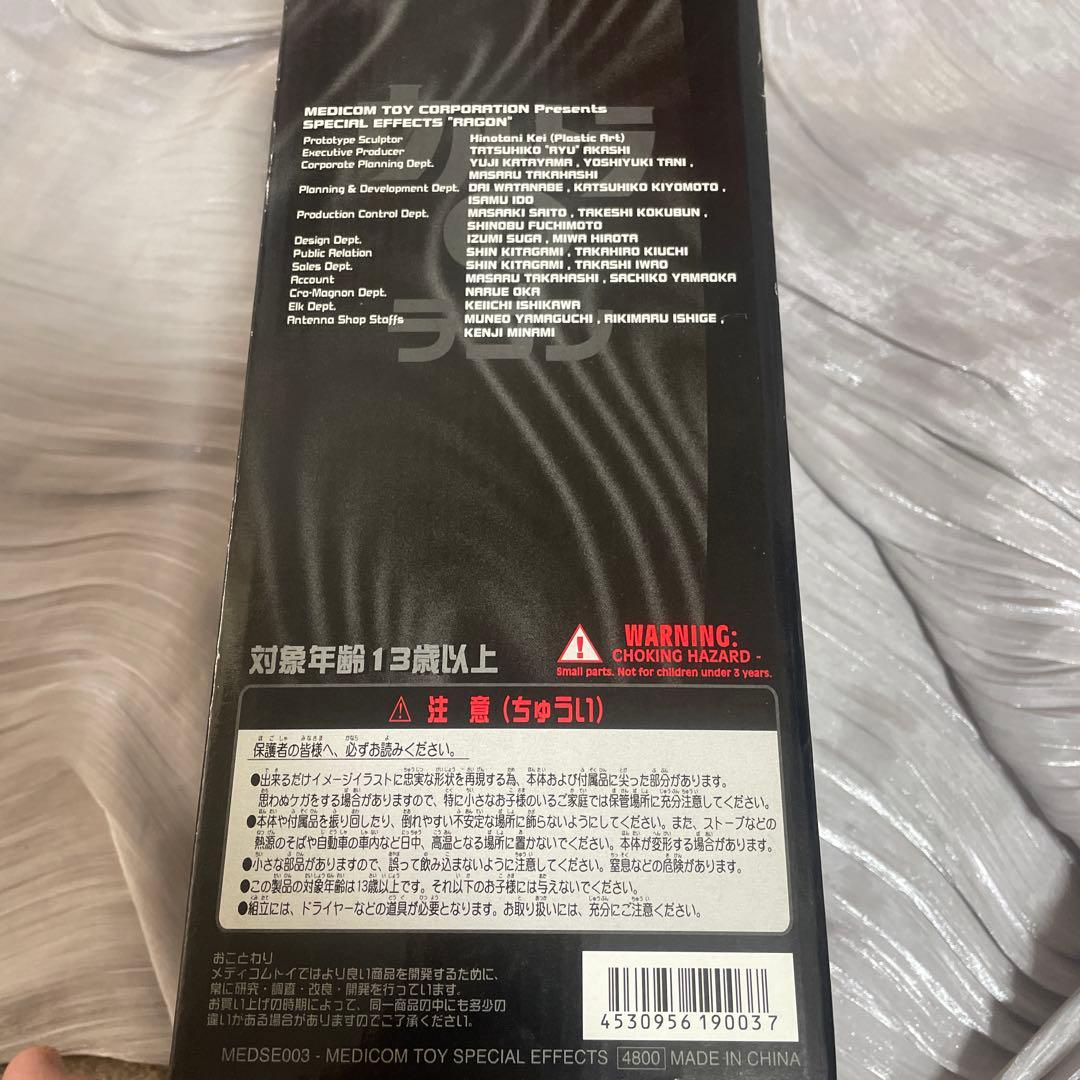 MEDICOM TOY CORPORATION Presents
SPECIAL EFFECTS "RAGON"
Prototype Sculptor Hinotani Kei (Plastic Art)
Executive Producer TATSUHIKO "RYU" AKASHI
Corporate Planning Dept. YUJI KATAYAMA , YOSHIYUKI TANI ,
MASARU TAKAHASHI
Planning & Development Dept. DAI WATANABE , KATSUHIKO KIYOMOTO ,
ISAMU IDO
Production Control Dept. MASAKI SAITO , TAKESHI KOKUBUN ,
SHINOBU FUCHIMOTO
Design Dept. IZUMI SUGA , MIWA HIROTA
Public Relation SHIN KITAGAMI , TAKAHIRO KIUCHI
Sales Dept. SHIN KITAGAMI , TAKASHI IWAO
Account MASARU TAKAHASHI , SACHIKO YAMAOKA
Cro-Magnon Dept. NARUE OKA
Elk Dept. KEIICHI ISHIKAWA
Antenna Shop Staffs MUNEO YAMAGUCHI , RIKIMARU ISHIGE ,
KENJI MINAMI
ラゴン
対象年齢13歳以上
WARNING:
CHOKING HAZARD -
Small parts. Not for children under 3 years.
注 意 (ちゅうい)
保護者の皆様へ、必ずお読みください。
●出来るだけイメージイラストに忠実な形状を再現する為、本体および付属品に尖った部分があります。
思わぬケガをする場合がありますので、特に小さなお子様のいるご家庭では保管場所に充分注意してください。
●本体や付属品を振り回したり、倒れやすい不安定な場所に飾らないようにしてください。また、ストーブなどの
熱源のそばや自動車の車内など日中、高温となる場所に置かないでください。本体が変形する場合があります。
●小さな部品がありますので、誤って飲み込まないように注意してください。窒息などの危険があります。
●この製品の対象年齢は13歳以上です。それ以下のお子様には与えないでください。
●組立には、ドライヤーなどの道具が必要となります。お取り扱いには、充分にご注意ください。
おことわり
メディコムトイではより良い商品を開発するために、
常に研究・調査・改良・開発を行っています。
お買い上げの時期によって、同一商品の中にも多少の
違いがある場合がありますのでご了承ください。
4530956190037
MEDSE003 - MEDICOM TOY SPECIAL EFFECTS 4800 MADE IN CHINA